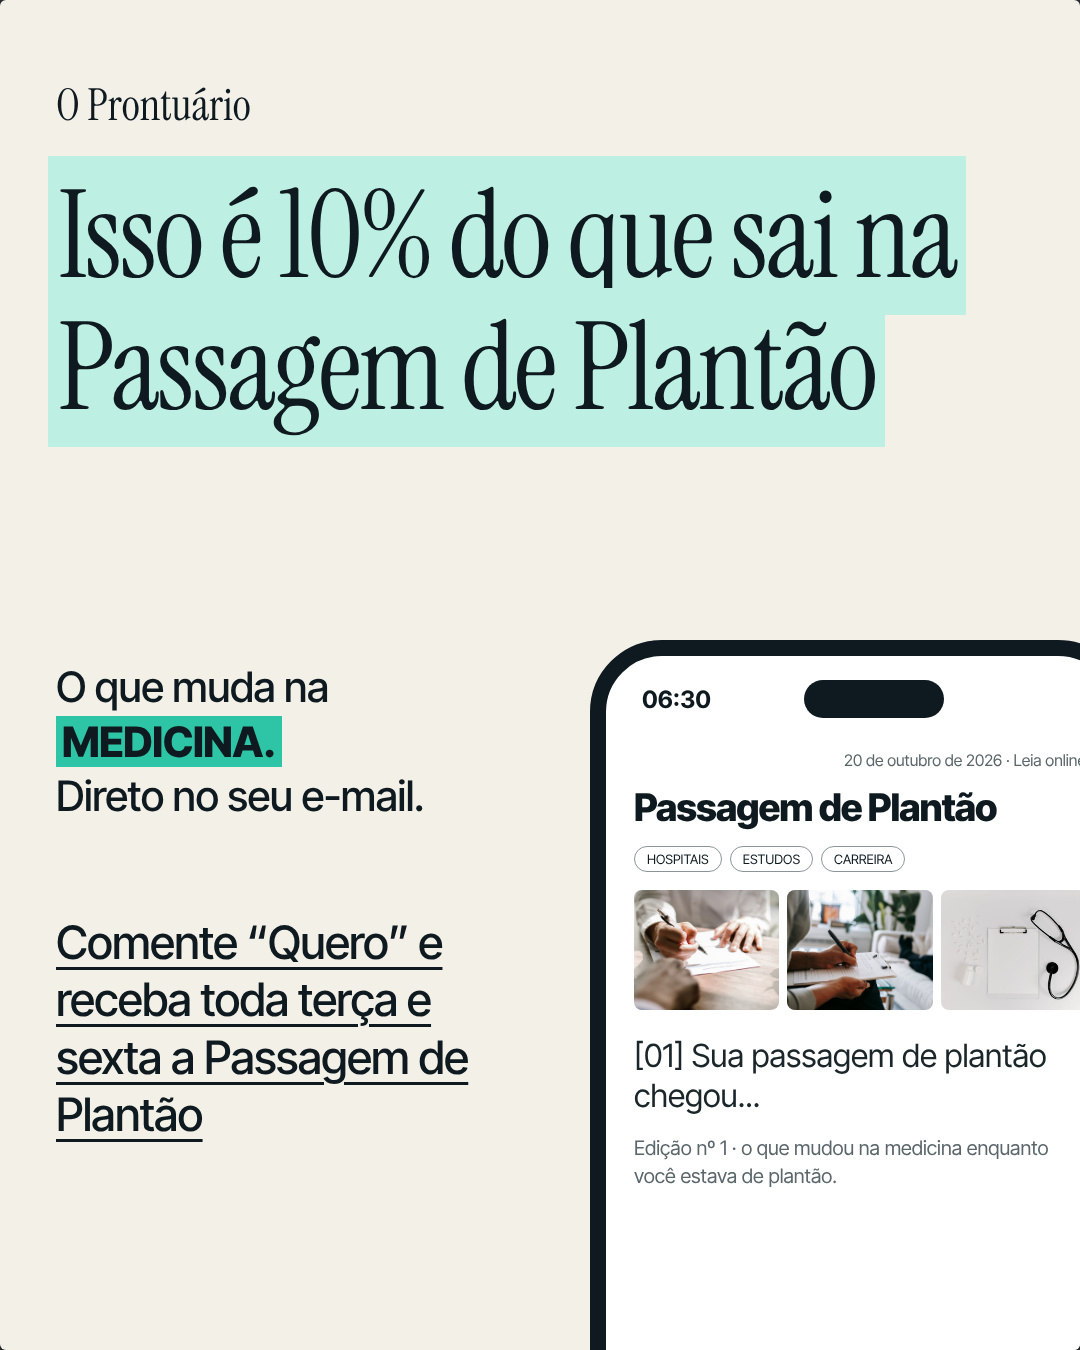 O Prontuário
Isso é 10% do que sai na
Passagem de Plantão
O que muda na
MEDICINA.
Direto no seu e-mail.
Comente “Quero” e
receba toda terça e
sexta a Passagem de
Plantão
06:30
20 de outubro de 2026 · Leia online
Passagem de Plantão
HOSPITAIS ESTUDOS CARREIRA
[01] Sua passagem de plantão
chegou...
Edição nº 1 · o que mudou na medicina enquanto
você estava de plantão.